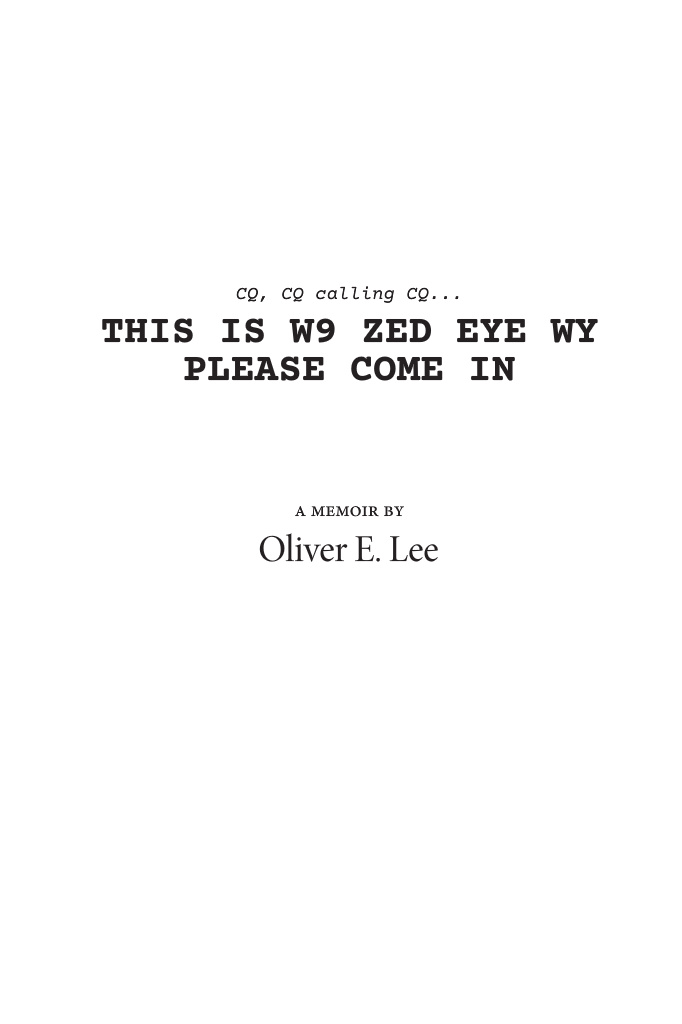 CQ, CQ calling CQ...
THIS IS W9 ZED EYE WY
PLEASE COME IN
A MEMOIR BY
Oliver E. Lee